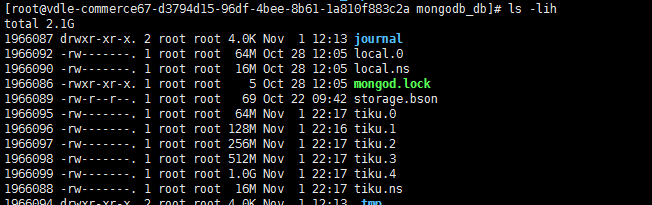 [root@vdle-commerce67-d3794d15-96df-4bee-8b61-1a810f883c2a mongodb_db]# ls -lih
total 2.1G
1966087 drwxr-xr-x. 2 root root 4.0K Nov  1 12:13 journal
1966092 -rw-------. 1 root root  64M Oct 28 12:05 local.0
1966090 -rw-------. 1 root root  16M Oct 28 12:05 local.ns
1966086 -rwxr-xr-x. 1 root root    5 Oct 28 12:05 mongod.lock
1966089 -rw-r--r--. 1 root root   69 Oct 22 09:42 storage.bson
1966095 -rw-------. 1 root root  64M Nov  1 22:17 tiku.0
1966096 -rw-------. 1 root root 128M Nov  1 22:16 tiku.1
1966097 -rw-------. 1 root root 256M Nov  1 22:17 tiku.2
1966098 -rw-------. 1 root root 512M Nov  1 22:17 tiku.3
1966099 -rw-------. 1 root root 1.0G Nov  1 22:17 tiku.4
1966088 -rw-------. 1 root root  16M Nov  1 22:17 tiku.ns
1966094 drwxr-xr-x. 2 root root 4.0K Nov  1 12:13 _tmp